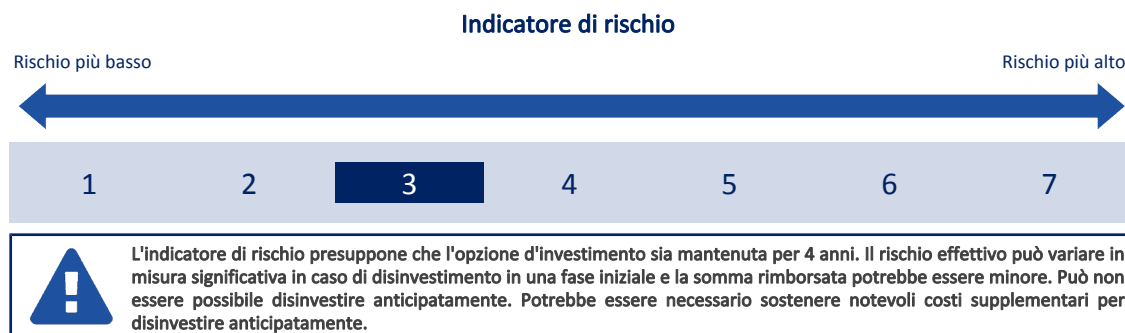 Indicatore di rischio
Rischio più basso
Rischio più alto
1 2 3 4 5 6 7
L'indicatore di rischio presuppone che l'opzione d'investimento sia mantenuta per 4 anni. Il rischio effettivo può variare in
misura significativa in caso di disinvestimento in una fase iniziale e la somma rimborsata potrebbe essere minore. Può non
essere possibile disinvestire anticipatamente. Potrebbe essere necessario sostenere notevoli costi supplementari per
disinvestire anticipatamente.